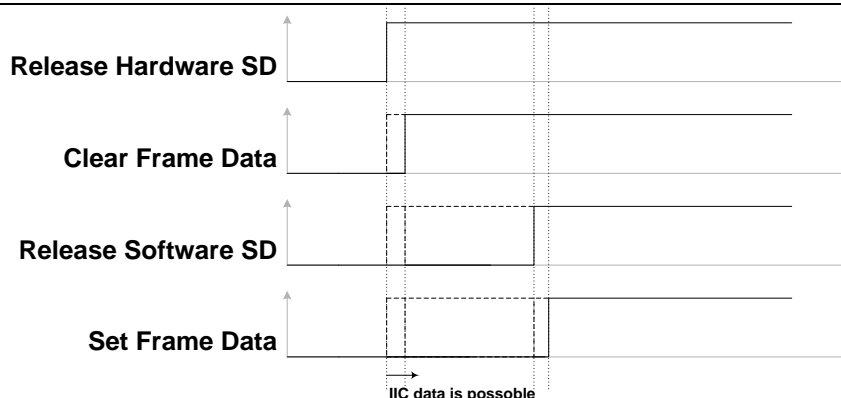 Release Hardware SD
Clear Frame Data
Release Software SD
Set Frame Data
IIC data is possoble